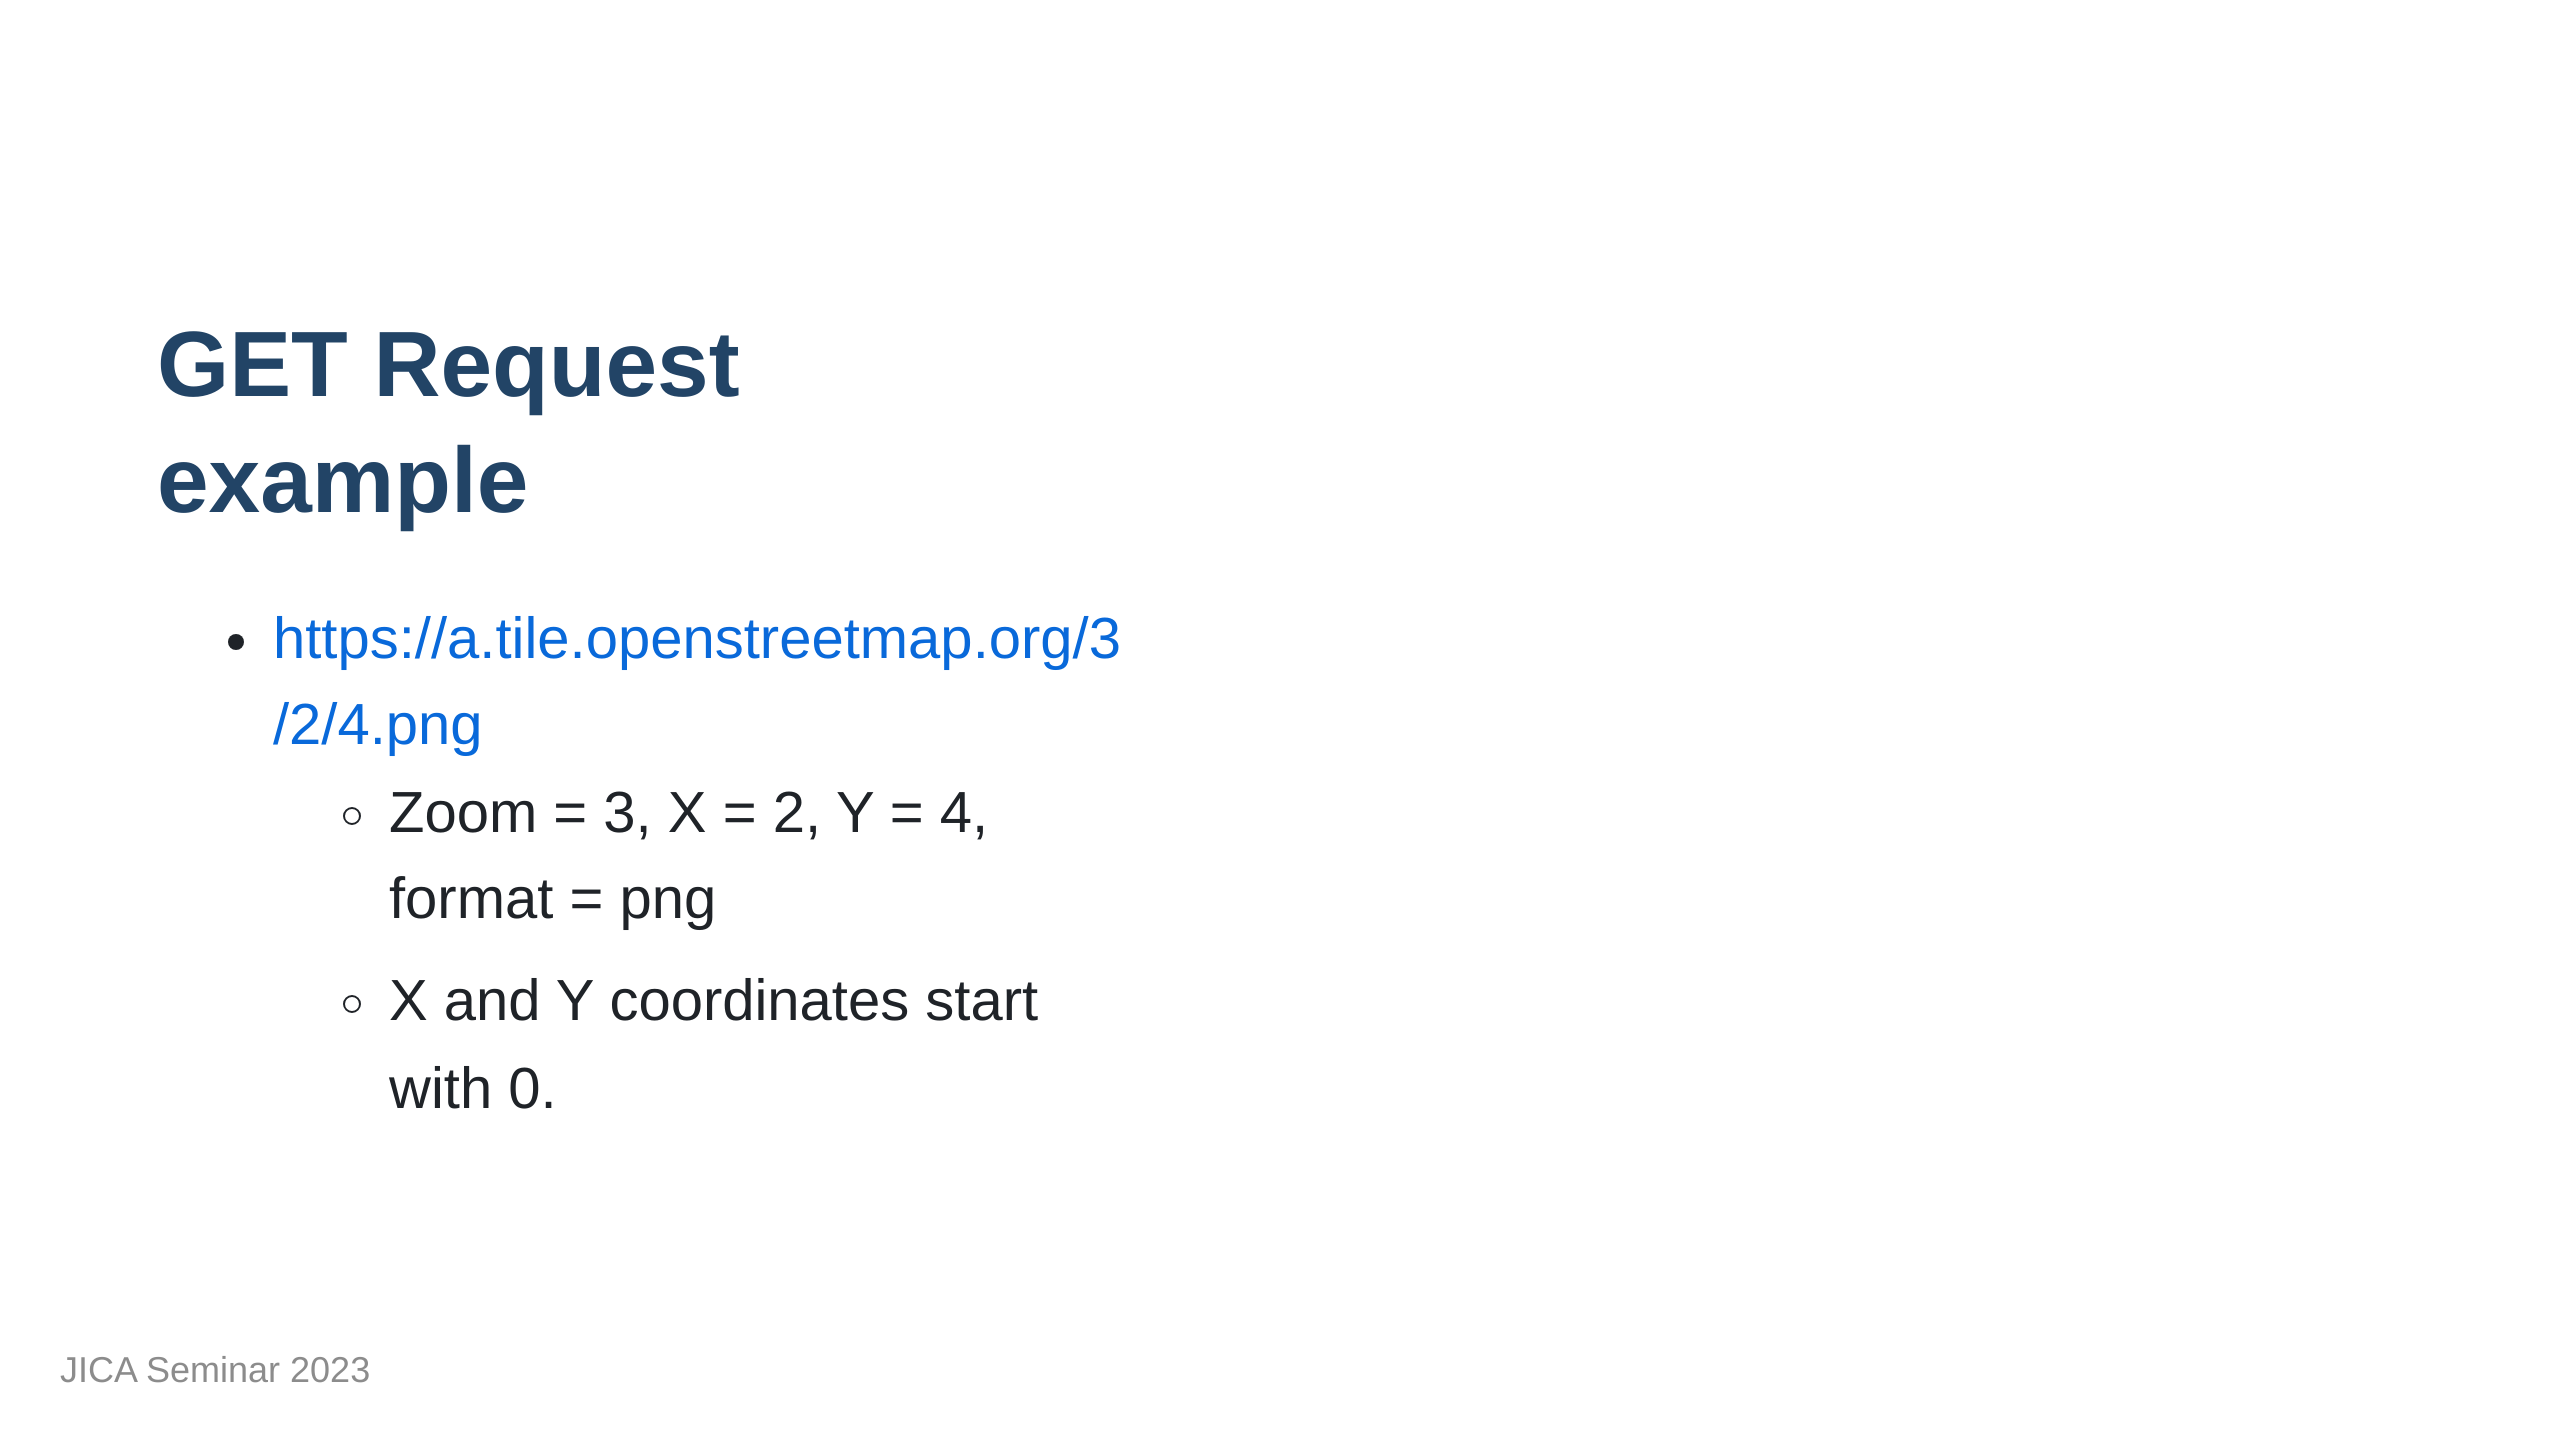 GET Request
example
https://a.tile.openstreetmap.org/3
/2/4.png
Zoom = 3, X = 2, Y = 4,
format = png
X and Y coordinates start
with 0.
JICA Seminar 2023